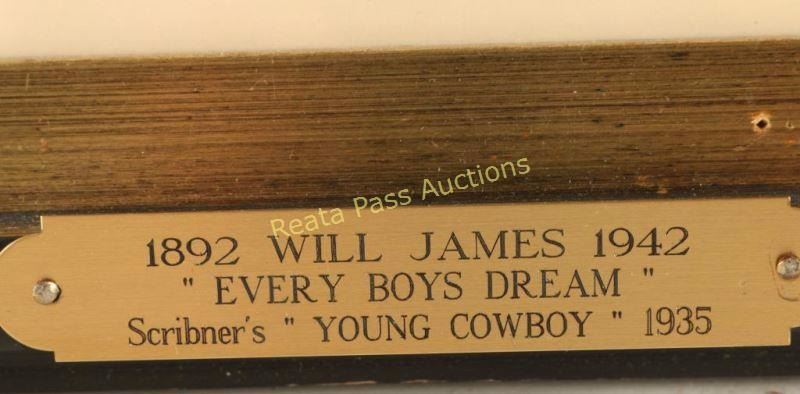 Reata Pass Auctions
1892 WILL JAMES 1942
" EVERY BOYS DREAM "
Scribner's " YOUNG COWBOY " 1935